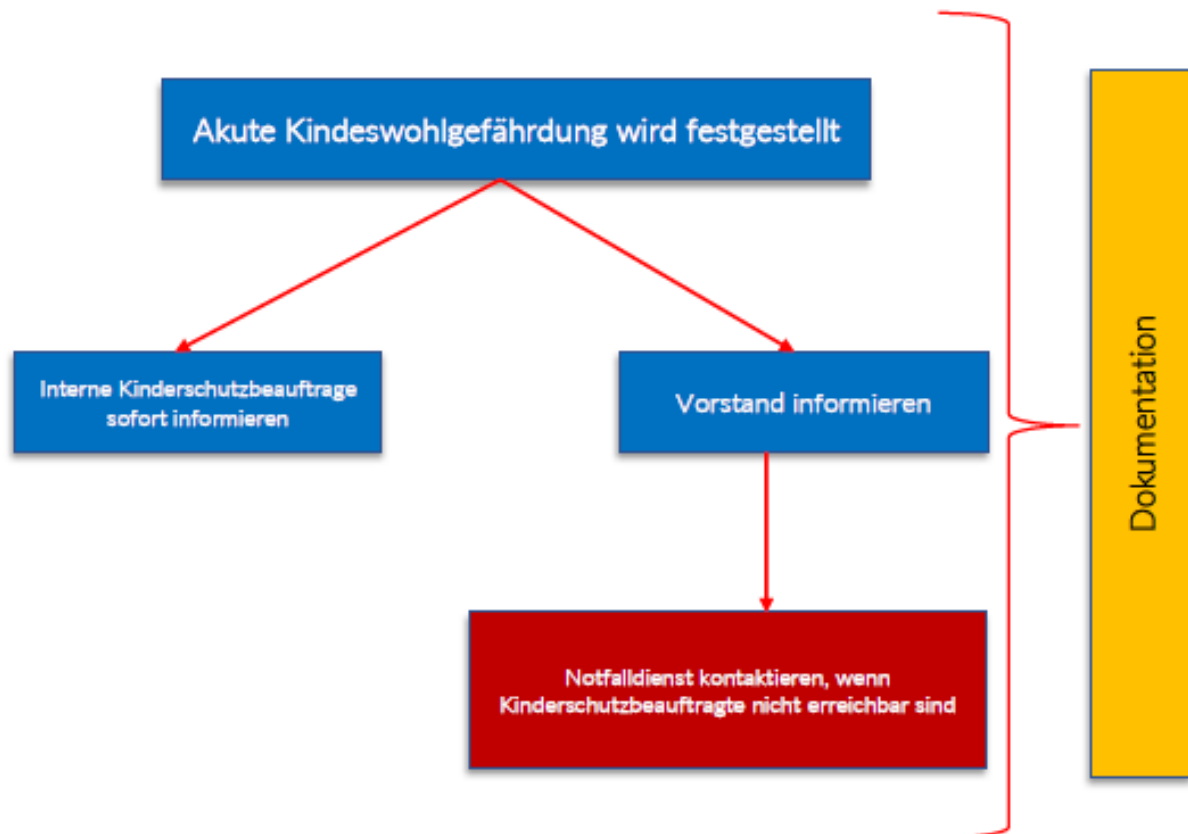 Akute Kindeswohlgefährdung wird festgestellt
Interne Kinderschutzbeauftrage
sofort informieren
Vorstand informieren
Notfalldienst kontaktieren, wenn
Kinderschutzbeauftragte nicht erreichbar sind
Dokumentation